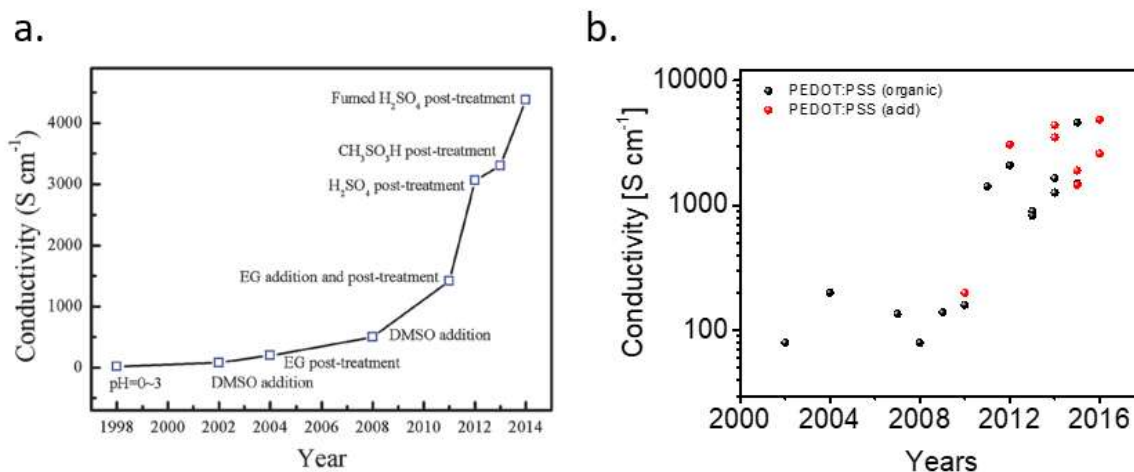 a.
Conductivity (S cm⁻¹)
4000
3000
2000
1000
0
Fumed H₂SO₄ post-treatment
CH₃SO₃H post-treatment
H₂SO₄ post-treatment
EG addition and post-treatment
DMSO addition
EG post-treatment
pH=0~3
DMSO addition
1998 2000 2002 2004 2006 2008 2010 2012 2014
Year
b.
Conductivity [S cm⁻¹]
10000
1000
100
PEDOT:PSS (organic)
PEDOT:PSS (acid)
2000 2004 2008 2012 2016
Years